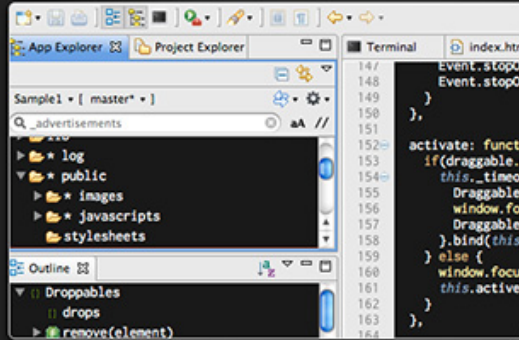 App Explorer
Project Explorer
Sample1 • [ master* • ]
_advertisements
aA //
lib
* log
* public
* images
* javascripts
stylesheets
Outline
Droppables
drops
remove(element)
Terminal
index.htm
147 Event.stopO
148 Event.stopO
149 }
150 },
151
152 activate: funct
153 if(draggable.
154 this._timeo
155 Draggable
156 window.fo
157 Draggable
158 }.bind(this
159 } else {
160 window.focu
161 this.active
162 }
163 },
164